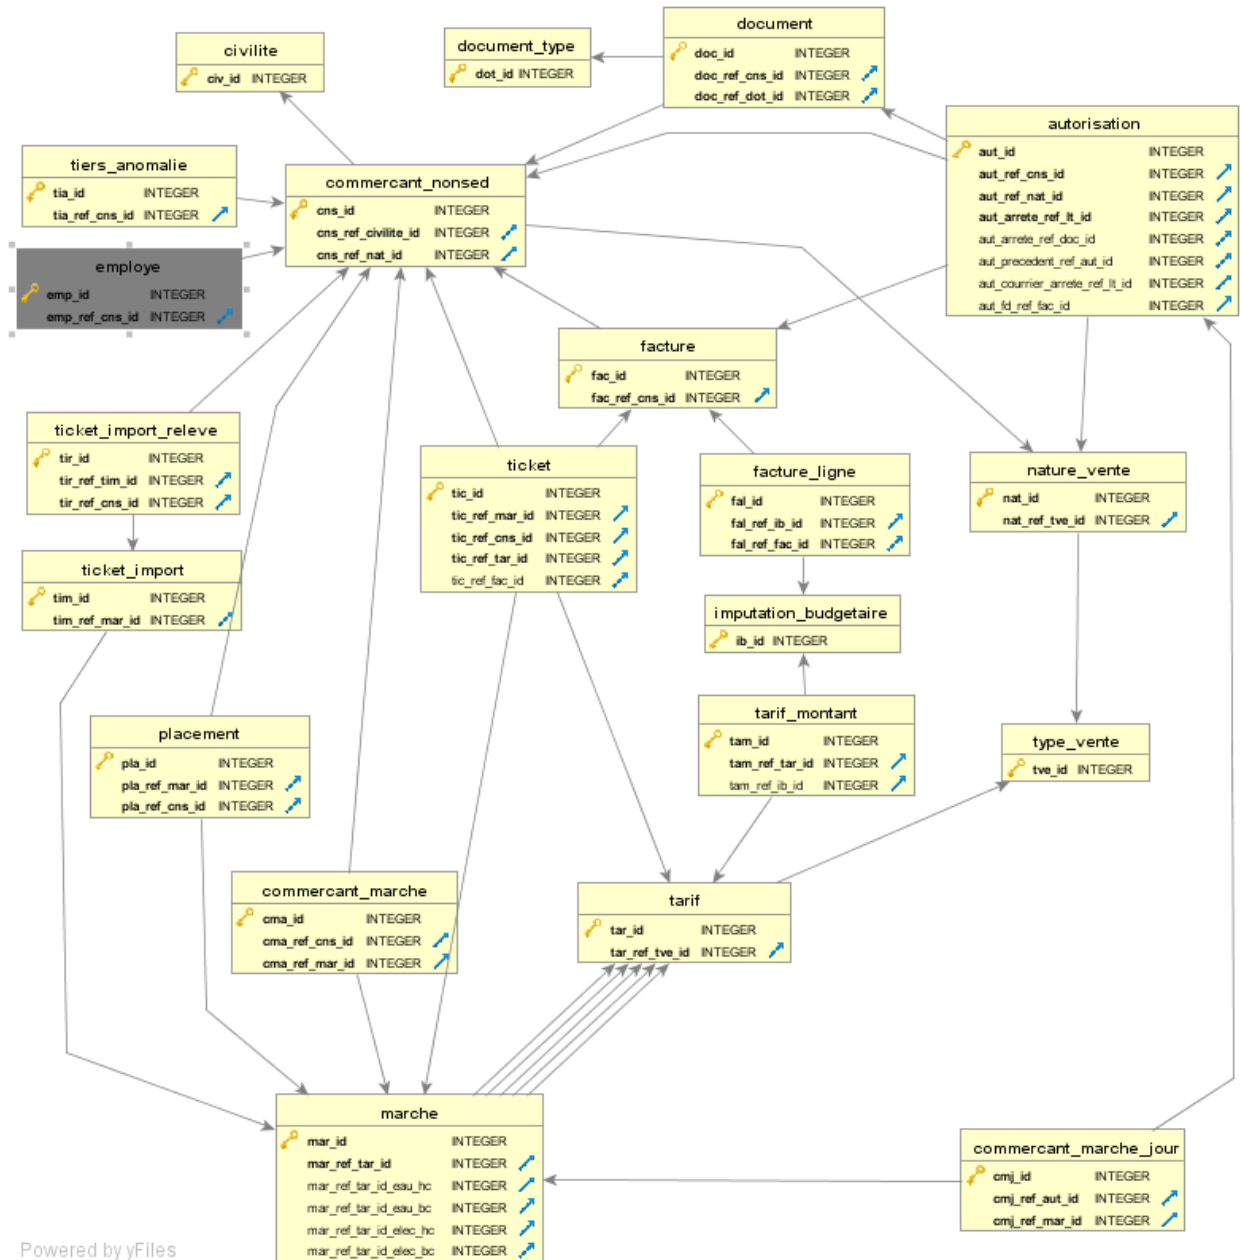 civilite
civ_id INTEGER
document_type
dot_id INTEGER
document
doc_id INTEGER
doc_ref_cns_id INTEGER
doc_ref_dot_id INTEGER
autorisation
aut_id INTEGER
aut_ref_cns_id INTEGER
aut_ref_nat_id INTEGER
aut_arrete_ref_lt_id INTEGER
aut_arrete_ref_doc_id INTEGER
aut_precedent_ref_aut_id INTEGER
aut_courrier_arrete_ref_lt_id INTEGER
aut_fd_ref_fac_id INTEGER
tiers_anomalie
tia_id INTEGER
tia_ref_cns_id INTEGER
commercant_nonsed
cns_id INTEGER
cns_ref_civilite_id INTEGER
cns_ref_nat_id INTEGER
employe
emp_id INTEGER
emp_ref_cns_id INTEGER
facture
fac_id INTEGER
fac_ref_cns_id INTEGER
ticket_import_releve
tir_id INTEGER
tir_ref_tim_id INTEGER
tir_ref_cns_id INTEGER
ticket
tic_id INTEGER
tic_ref_mar_id INTEGER
tic_ref_cns_id INTEGER
tic_ref_tar_id INTEGER
tic_ref_fac_id INTEGER
facture_ligne
fal_id INTEGER
fal_ref_ib_id INTEGER
fal_ref_fac_id INTEGER
nature_vente
nat_id INTEGER
nat_ref_tve_id INTEGER
ticket_import
tim_id INTEGER
tim_ref_mar_id INTEGER
imputation_budgetaire
ib_id INTEGER
placement
pla_id INTEGER
pla_ref_mar_id INTEGER
pla_ref_cns_id INTEGER
tarif_montant
tam_id INTEGER
tam_ref_tar_id INTEGER
tam_ref_ib_id INTEGER
type_vente
tve_id INTEGER
commercant_marche
cma_id INTEGER
cma_ref_cns_id INTEGER
cma_ref_mar_id INTEGER
tarif
tar_id INTEGER
tar_ref_tve_id INTEGER
marche
mar_id INTEGER
mar_ref_tar_id INTEGER
mar_ref_tar_id_eau_hc INTEGER
mar_ref_tar_id_eau_bc INTEGER
mar_ref_tar_id_elec_hc INTEGER
mar_ref_tar_id_elec_bc INTEGER
commercant_marche_jour
cmj_id INTEGER
cmj_ref_aut_id INTEGER
cmj_ref_mar_id INTEGER
Powered by yFiles